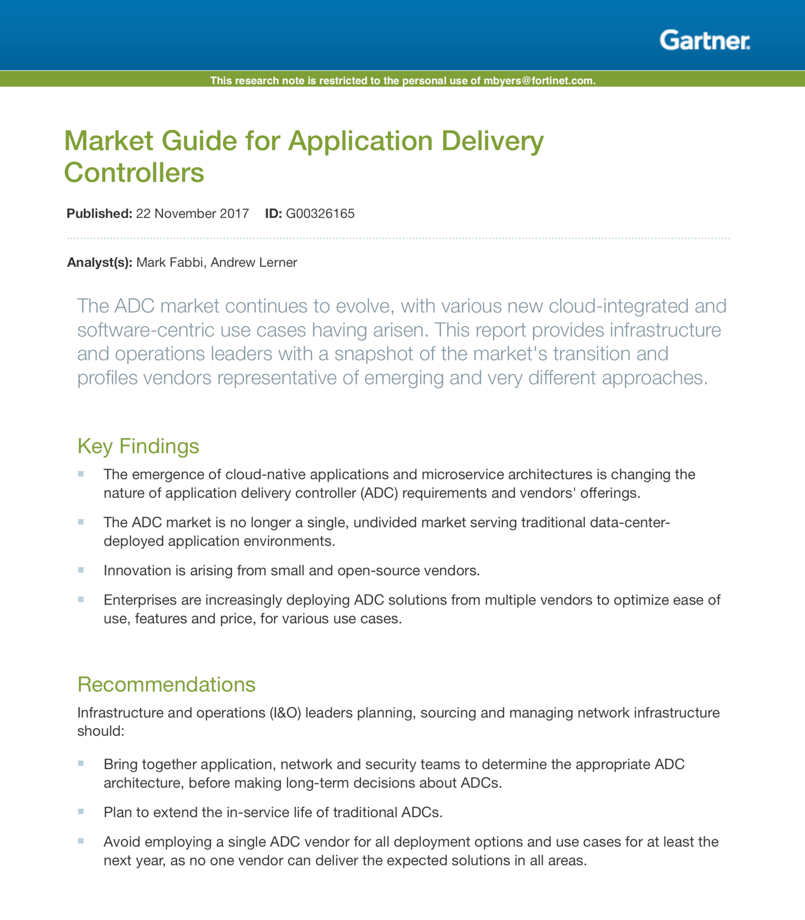 Gartner.
This research note is restricted to the personal use of mbyers@fortinet.com.
Market Guide for Application Delivery
Controllers
Published: 22 November 2017 ID: G00326165
Analyst(s): Mark Fabbi, Andrew Lerner
The ADC market continues to evolve, with various new cloud-integrated and
software-centric use cases having arisen. This report provides infrastructure
and operations leaders with a snapshot of the market's transition and
profiles vendors representative of emerging and very different approaches.
Key Findings
■ The emergence of cloud-native applications and microservice architectures is changing the
nature of application delivery controller (ADC) requirements and vendors' offerings.
■ The ADC market is no longer a single, undivided market serving traditional data-center-
deployed application environments.
■ Innovation is arising from small and open-source vendors.
■ Enterprises are increasingly deploying ADC solutions from multiple vendors to optimize ease of
use, features and price, for various use cases.
Recommendations
Infrastructure and operations (I&O) leaders planning, sourcing and managing network infrastructure
should:
■ Bring together application, network and security teams to determine the appropriate ADC
architecture, before making long-term decisions about ADCs.
■ Plan to extend the in-service life of traditional ADCs.
■ Avoid employing a single ADC vendor for all deployment options and use cases for at least the
next year, as no one vendor can deliver the expected solutions in all areas.